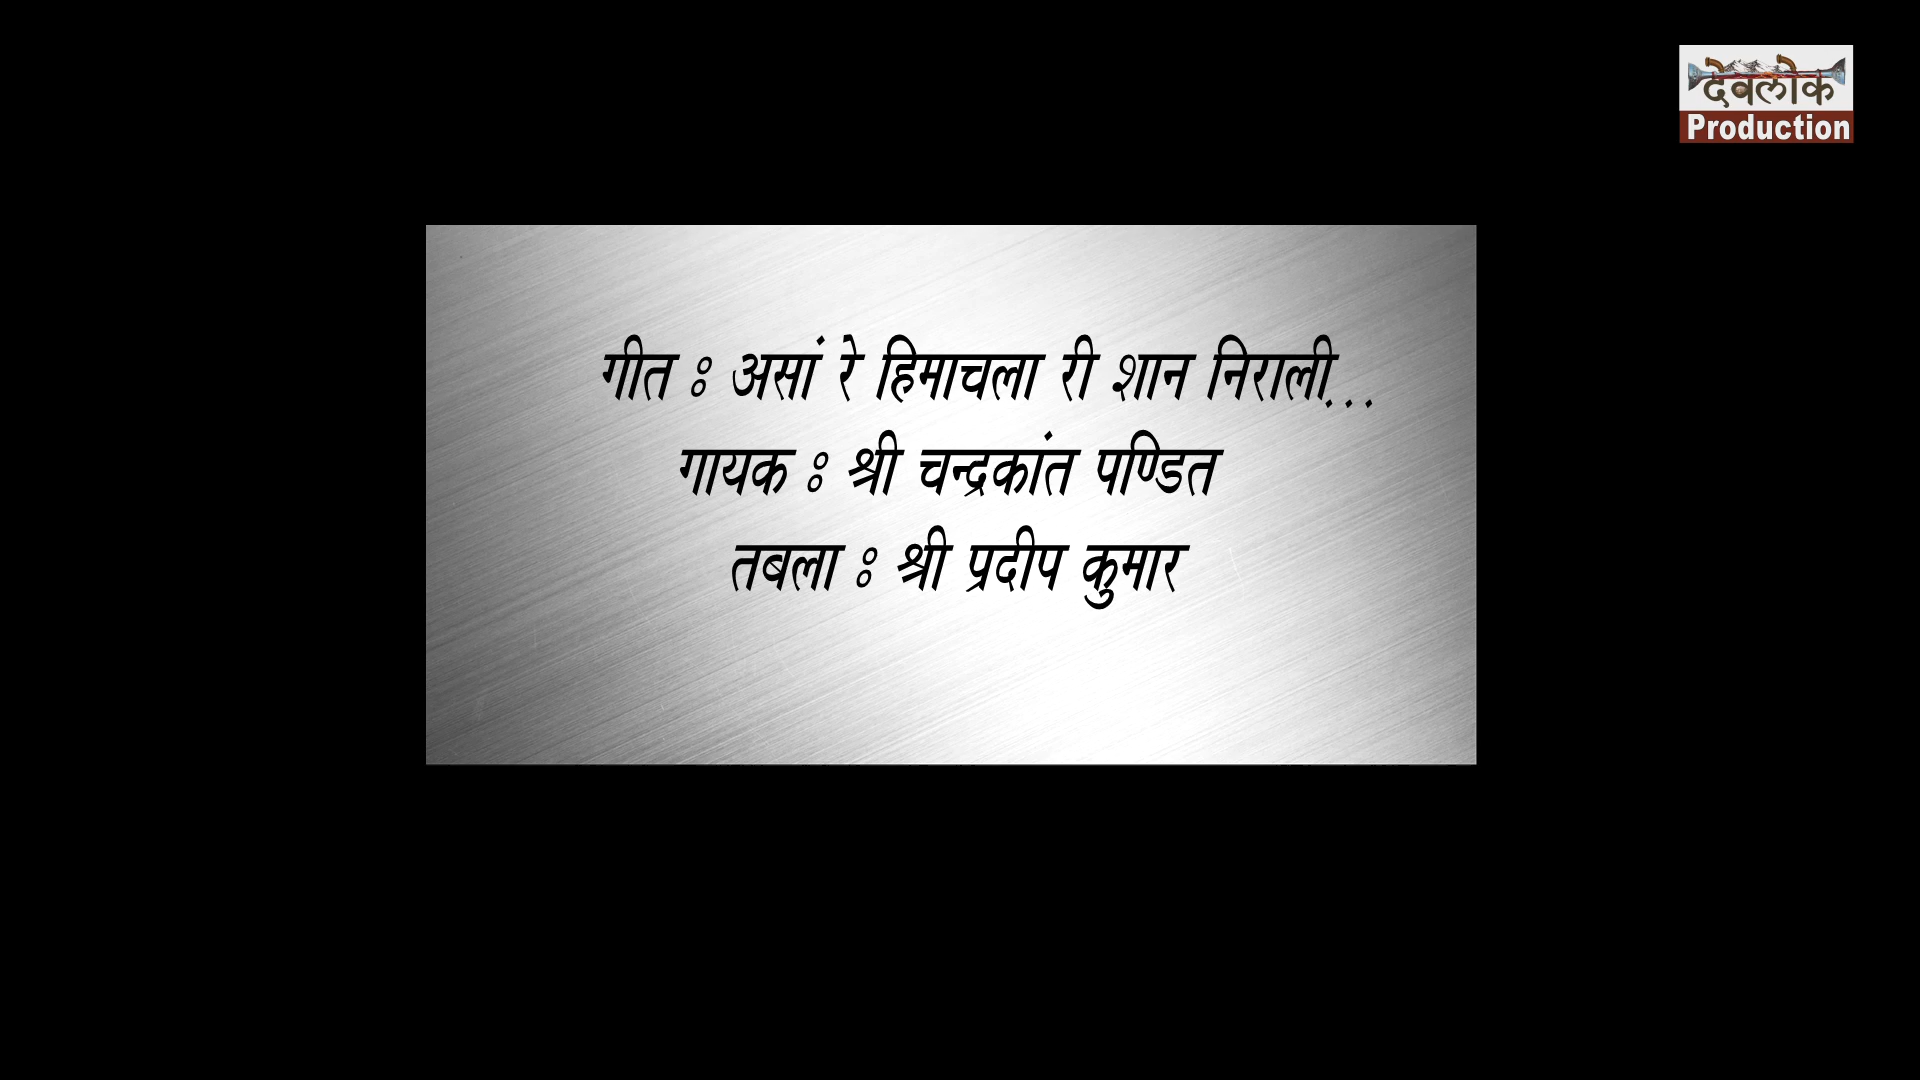 देवलोक
Production
गीत : असां रे हिमाचला री शान निराली...
गायक : श्री चन्द्रकांत पण्डित
तबला : श्री प्रदीप कुमार